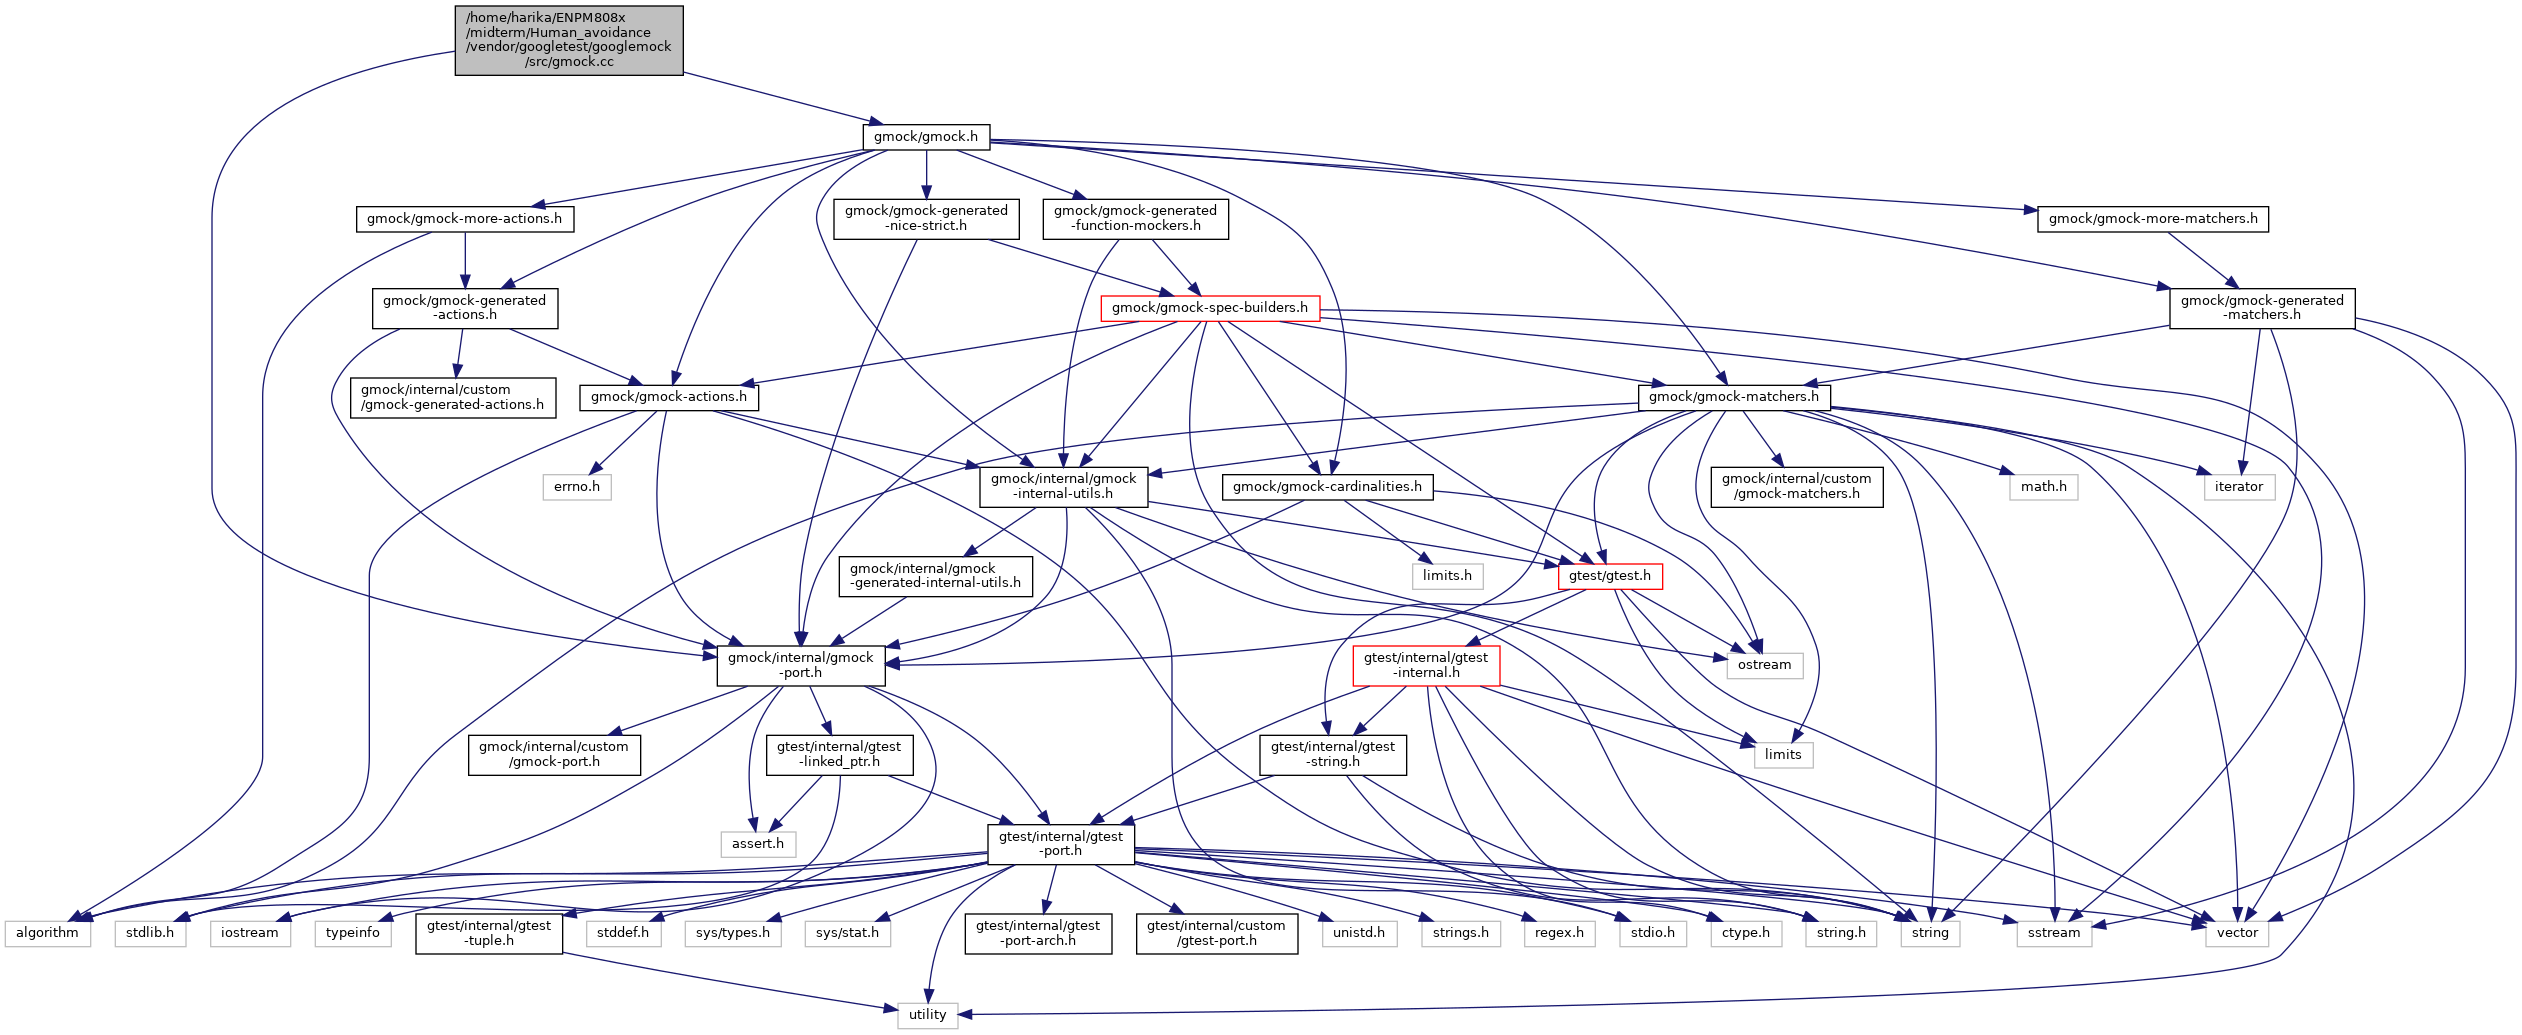 /home/harika/ENPM808x
/midterm/Human_avoidance
/vendor/googletest/googlemock
/src/gmock.cc
gmock/gmock.h
gmock/gmock-more-actions.h
gmock/gmock-generated
-nice-strict.h
gmock/gmock-generated
-function-mockers.h
gmock/gmock-more-matchers.h
gmock/gmock-generated
-actions.h
gmock/gmock-spec-builders.h
gmock/gmock-generated
-matchers.h
gmock/internal/custom
/gmock-generated-actions.h
gmock/gmock-actions.h
gmock/gmock-matchers.h
errno.h
gmock/internal/gmock
-internal-utils.h
gmock/gmock-cardinalities.h
gmock/internal/custom
/gmock-matchers.h
math.h
iterator
gmock/internal/gmock
-generated-internal-utils.h
limits.h
gtest/gtest.h
gmock/internal/gmock
-port.h
gtest/internal/gtest
-internal.h
ostream
gmock/internal/custom
/gmock-port.h
gtest/internal/gtest
-linked_ptr.h
gtest/internal/gtest
-string.h
limits
assert.h
gtest/internal/gtest
-port.h
algorithm
stdlib.h
iostream
typeinfo
gtest/internal/gtest
-tuple.h
stddef.h
sys/types.h
sys/stat.h
gtest/internal/gtest
-port-arch.h
gtest/internal/custom
/gtest-port.h
unistd.h
strings.h
regex.h
stdio.h
ctype.h
string.h
string
sstream
vector
utility